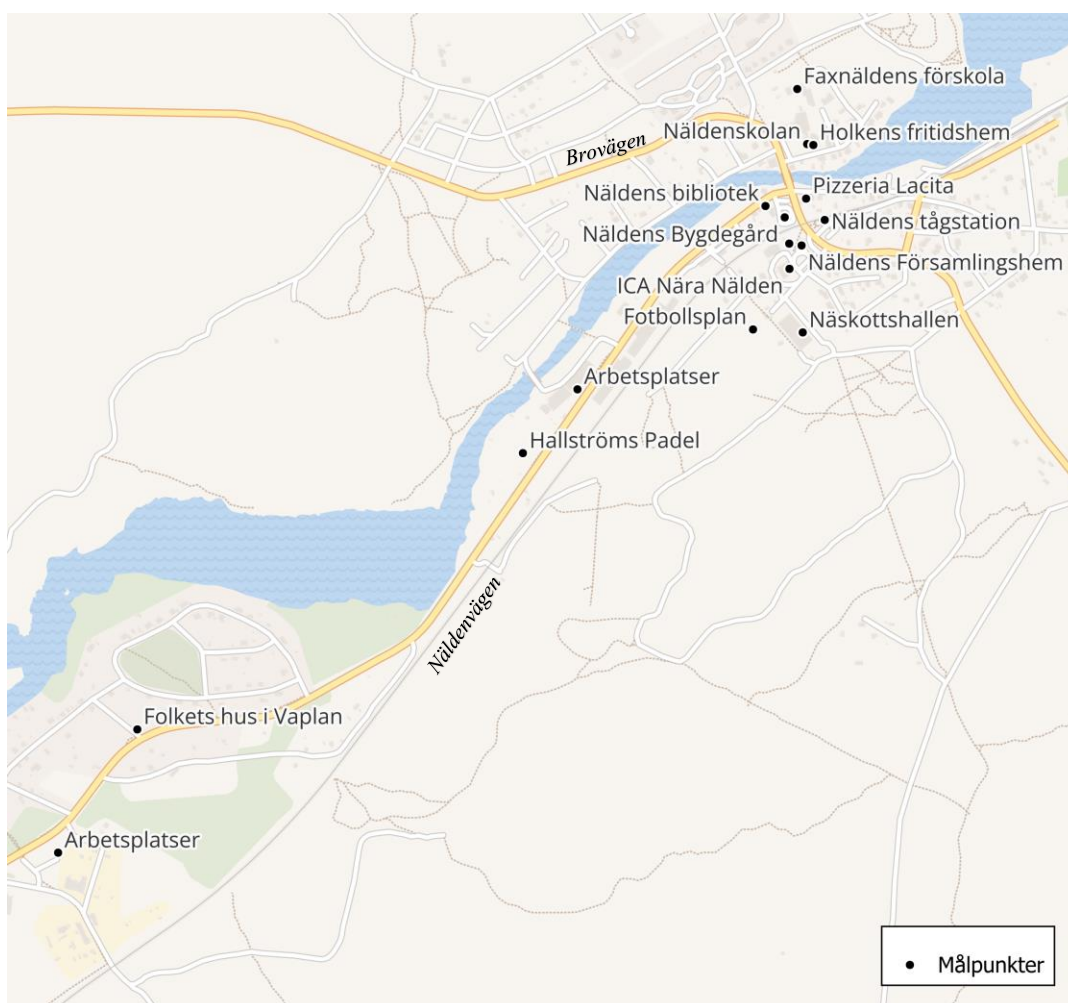 Faxnäldens förskola
Näldenskolan
Holkens fritidshem
Brovägen
Näldens bibliotek
Pizzeria Lacita
Näldens tågstation
Näldens Bygdegård
Näldens Församlingshem
ICA Nära Nälden
Fotbollsplan
Näskottshallen
Arbetsplatser
Hallströms Padel
Näldenvägen
Folkets hus i Vaplan
Arbetsplatser
Målpunkter